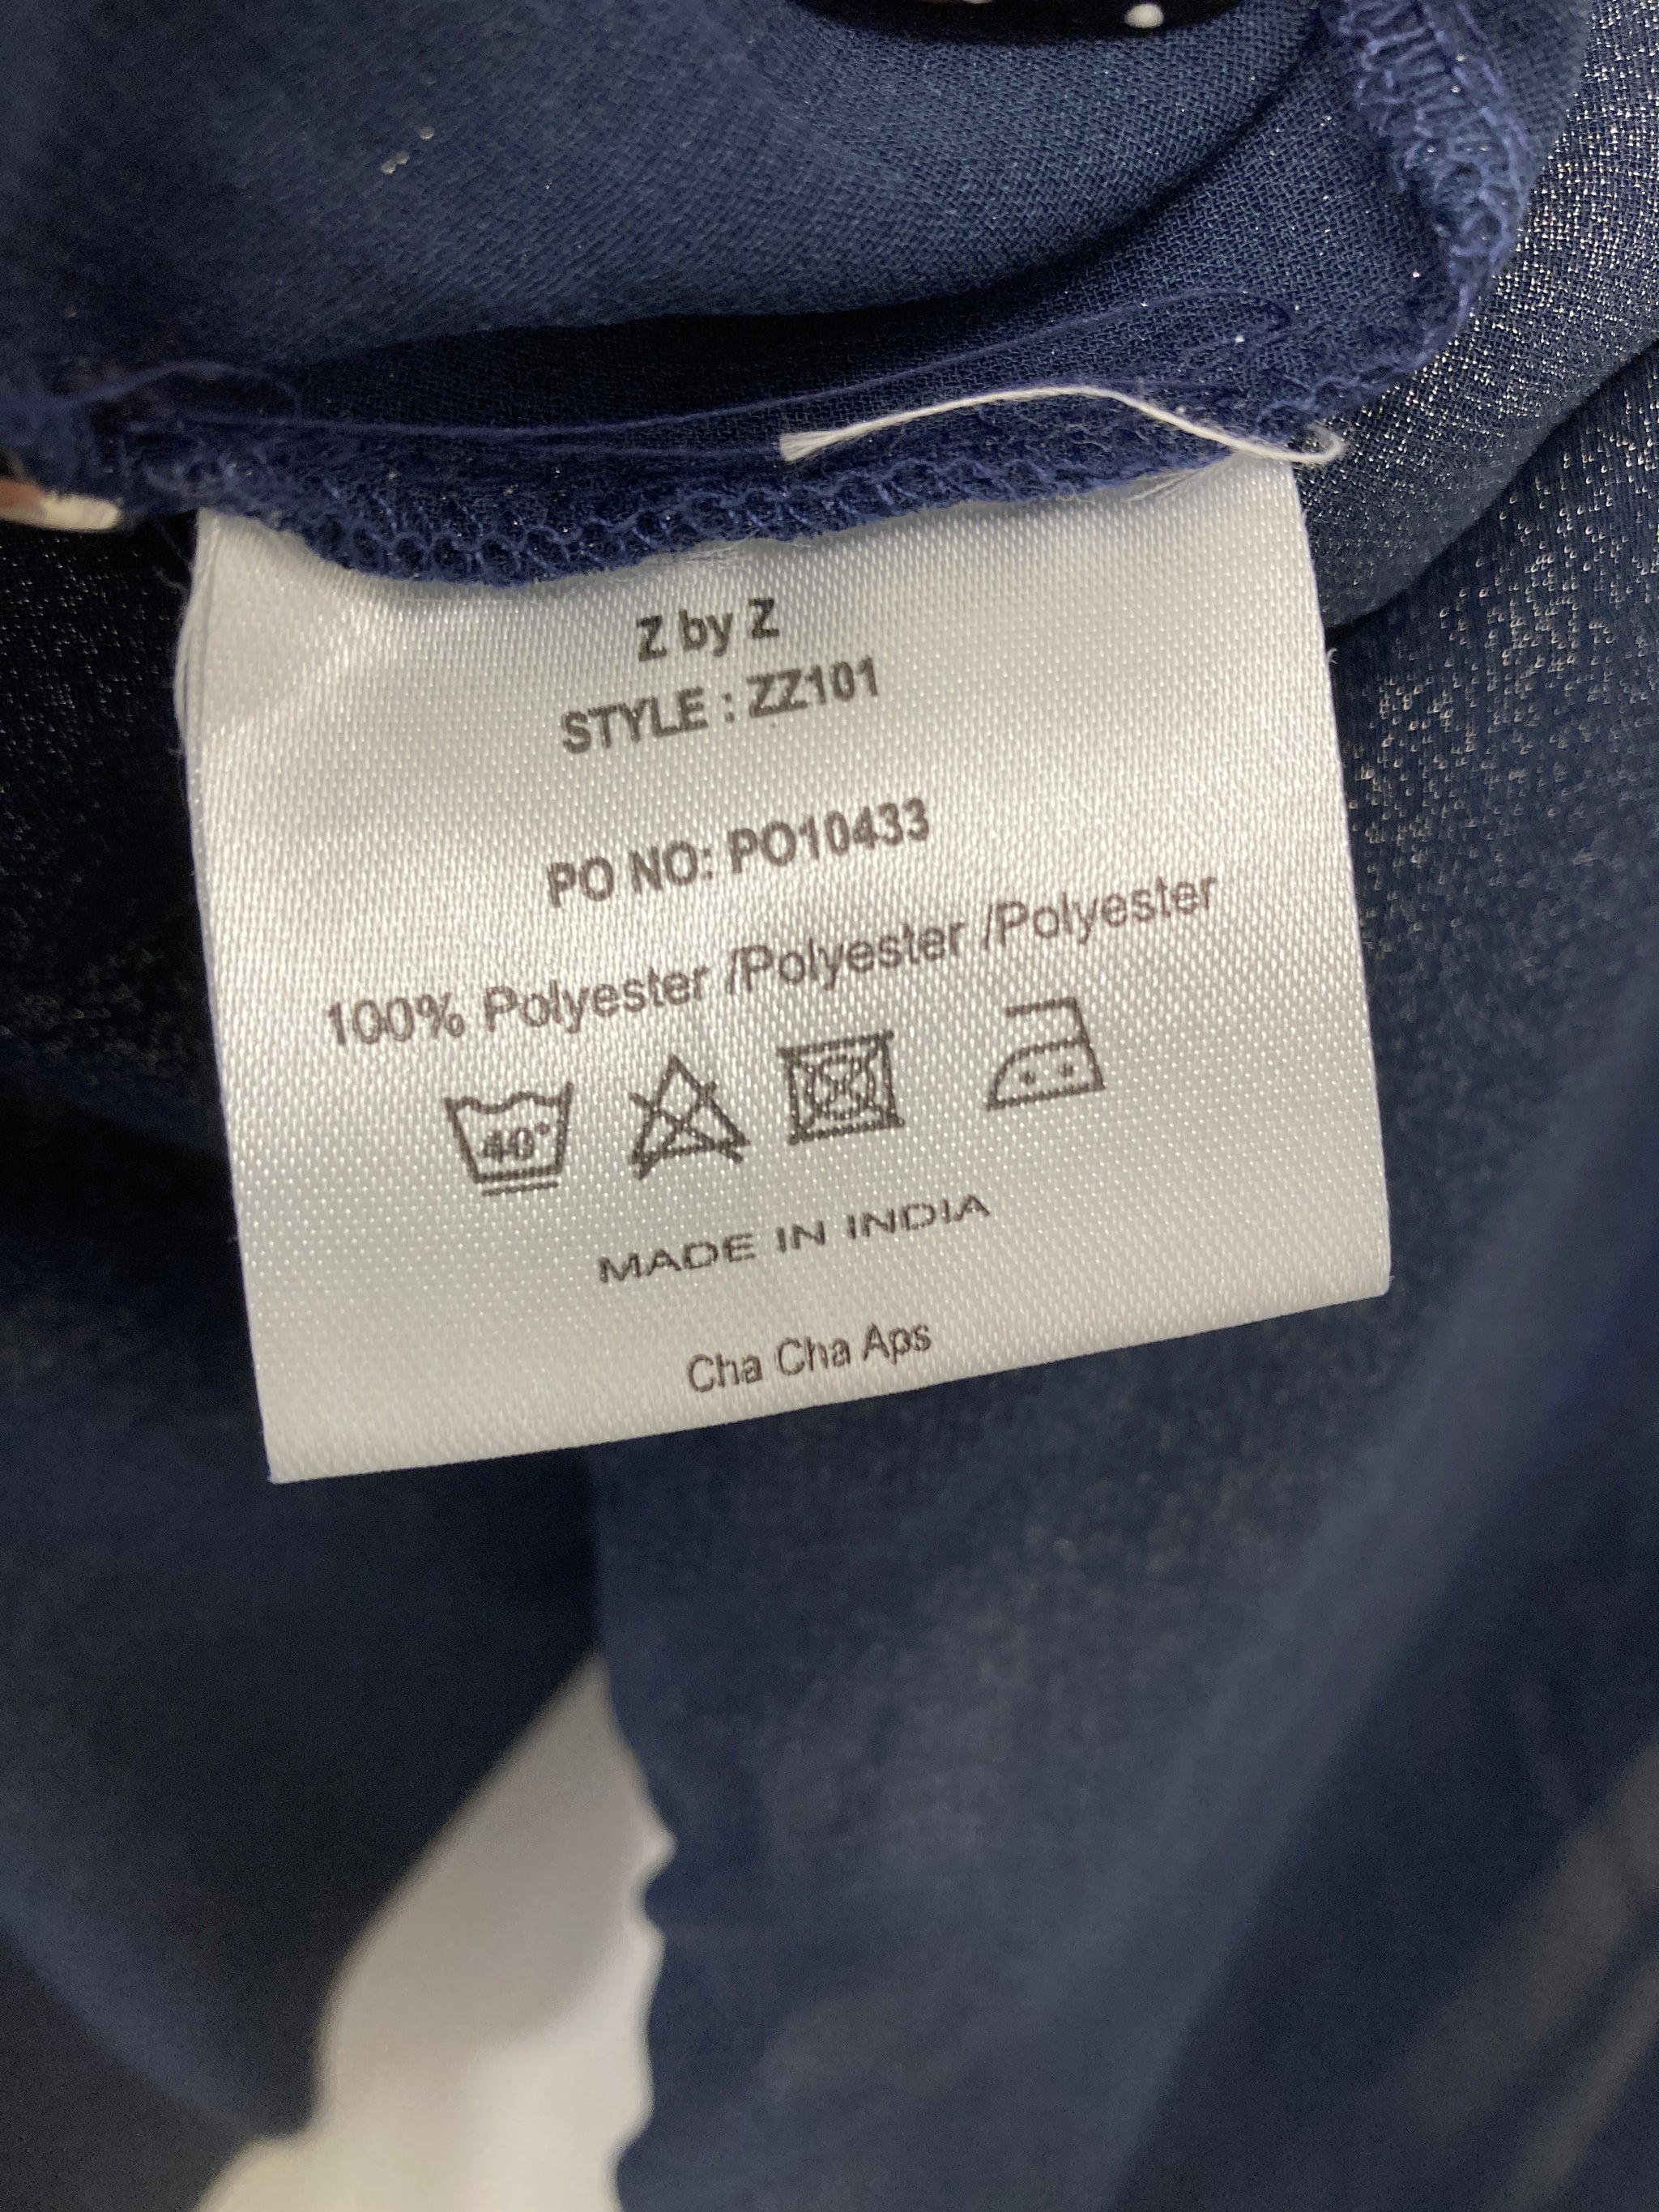 Z by Z
STYLE : ZZ101
PO NO: PO10433
100% Polyester /Polyester /Polyester
40°
MADE IN INDIA
Cha Cha Aps